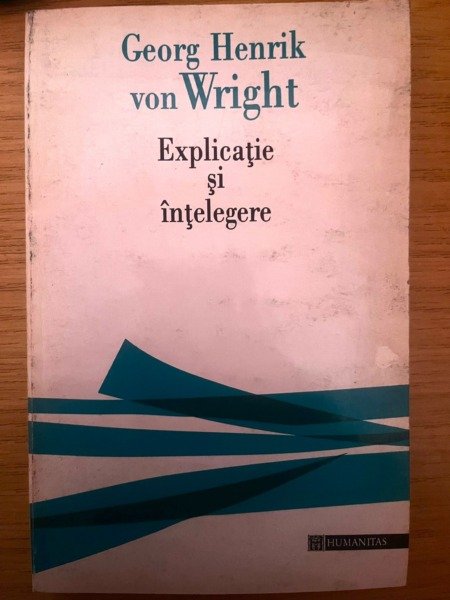 Georg Henrik
von Wright
Explicaţie
şi
înţelegere
HUMANITAS